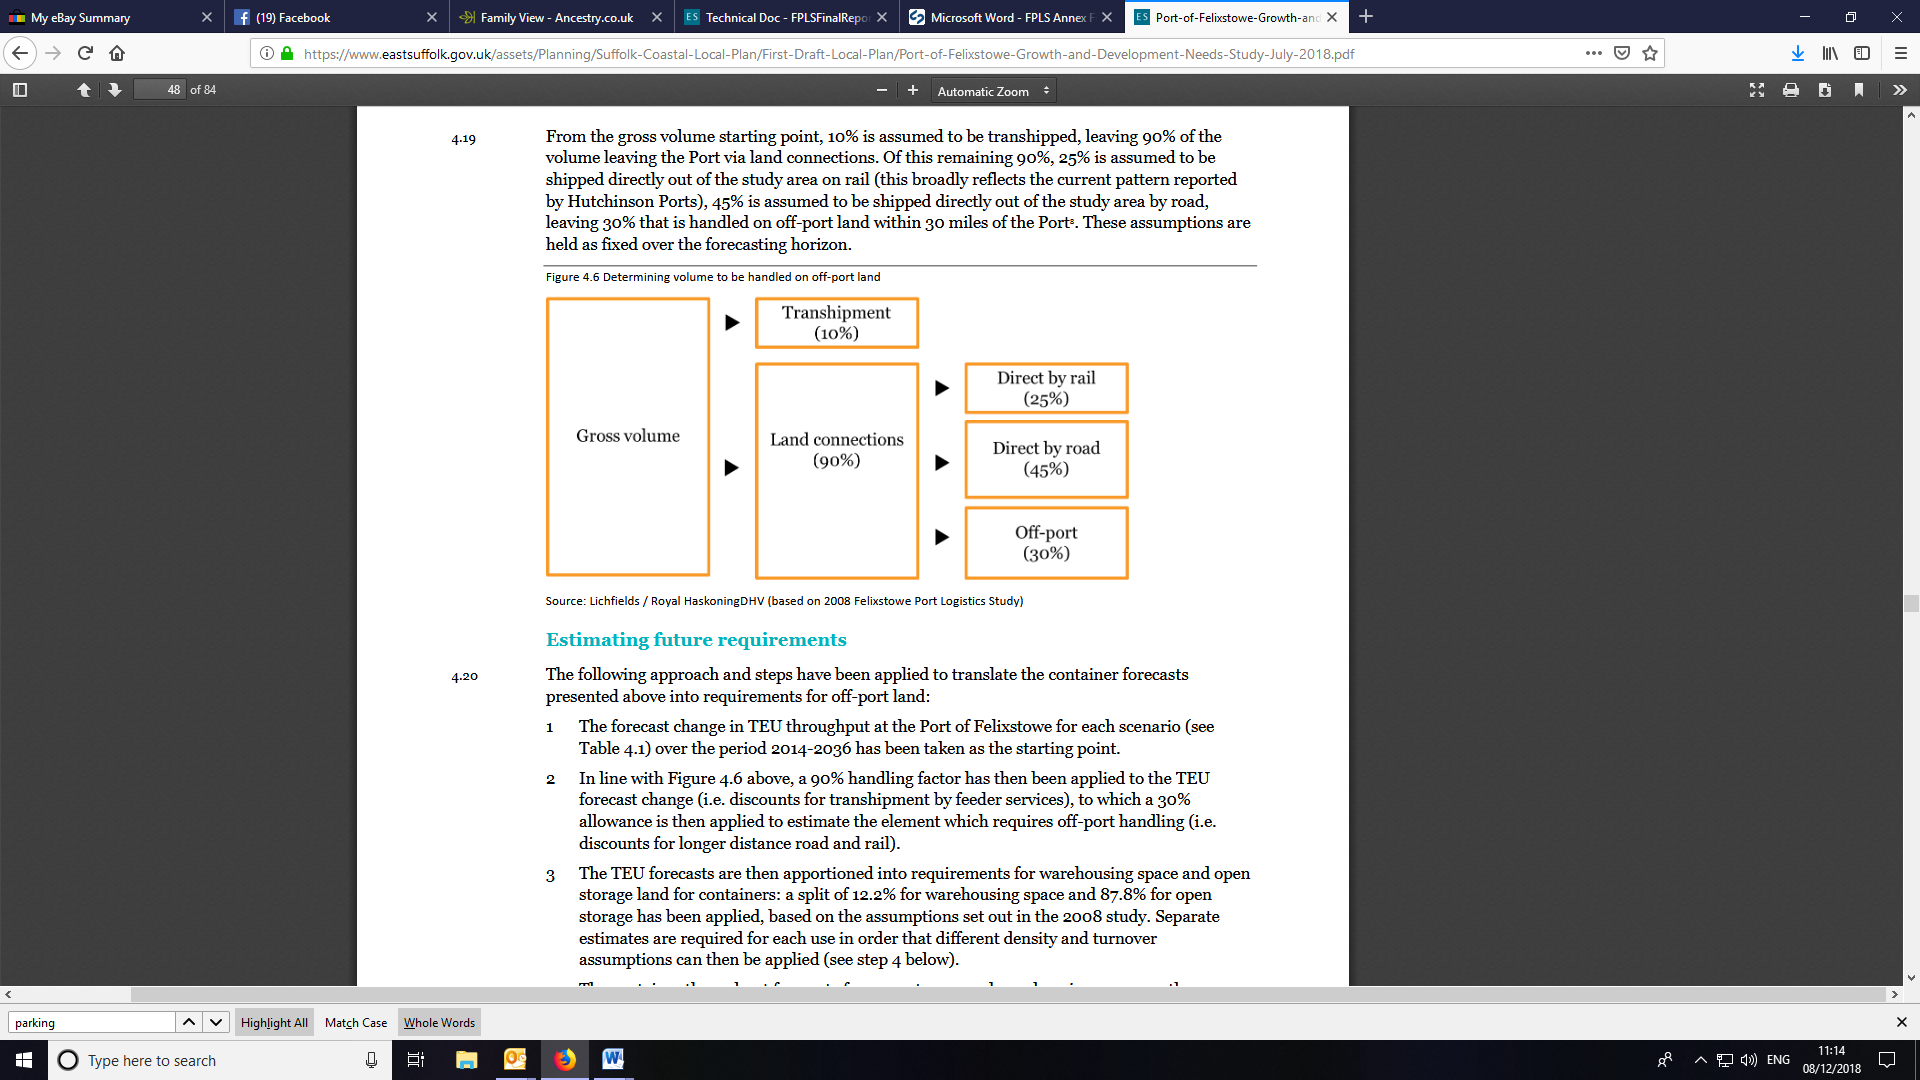 My eBay Summary
(19) Facebook
Family View - Ancestry.co.uk
Technical Doc - FPLSFinalRepo
Microsoft Word - FPLS Annex F
Port-of-Felixstowe-Growth-and
https://www.eastsuffolk.gov.uk/assets/Planning/Suffolk-Coastal-Local-Plan/First-Draft-Local-Plan/Port-of-Felixstowe-Growth-and-Development-Needs-Study-July-2018.pdf
48 of 84
Automatic Zoom
4.19 From the gross volume starting point, 10% is assumed to be transhipped, leaving 90% of the
volume leaving the Port via land connections. Of this remaining 90%, 25% is assumed to be
shipped directly out of the study area on rail (this broadly reflects the current pattern reported
by Hutchinson Ports), 45% is assumed to be shipped directly out of the study area by road,
leaving 30% that is handled on off-port land within 30 miles of the Port⁸. These assumptions are
held as fixed over the forecasting horizon.
Figure 4.6 Determining volume to be handled on off-port land
Gross volume
Transhipment
(10%)
Land connections
(90%)
Direct by rail
(25%)
Direct by road
(45%)
Off-port
(30%)
Source: Lichfields / Royal HaskoningDHV (based on 2008 Felixstowe Port Logistics Study)
Estimating future requirements
4.20 The following approach and steps have been applied to translate the container forecasts
presented above into requirements for off-port land:
1 The forecast change in TEU throughput at the Port of Felixstowe for each scenario (see
Table 4.1) over the period 2014-2036 has been taken as the starting point.
2 In line with Figure 4.6 above, a 90% handling factor has then been applied to the TEU
forecast change (i.e. discounts for transhipment by feeder services), to which a 30%
allowance is then applied to estimate the element which requires off-port handling (i.e.
discounts for longer distance road and rail).
3 The TEU forecasts are then apportioned into requirements for warehousing space and open
storage land for containers: a split of 12.2% for warehousing space and 87.8% for open
storage has been applied, based on the assumptions set out in the 2008 study. Separate
estimates are required for each use in order that different density and turnover
assumptions can then be applied (see step 4 below).
parking
Highlight All
Match Case
Whole Words
Type here to search
ENG
11:14
08/12/2018